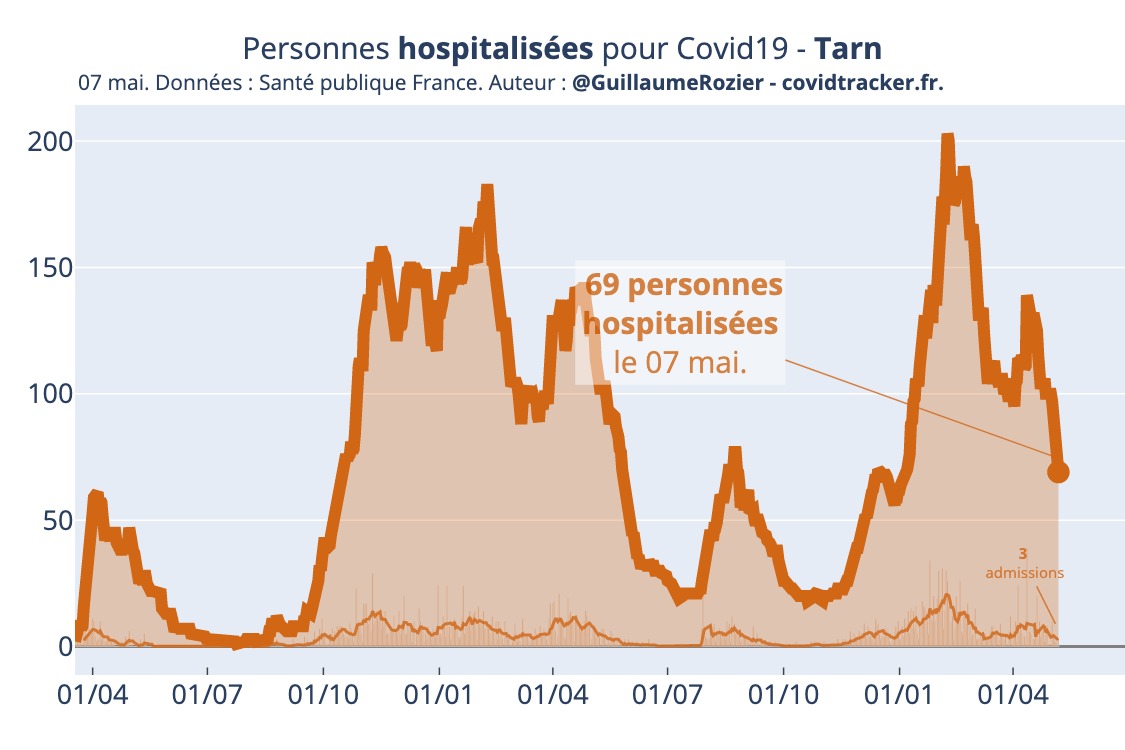 Personnes hospitalisées pour Covid19 - Tarn
07 mai. Données : Santé publique France. Auteur : @GuillaumeRozier - covidtracker.fr.
200
150
100
50
0
69 personnes
hospitalisées
le 07 mai.
3
admissions
01/04 01/07 01/10 01/01 01/04 01/07 01/10 01/01 01/04